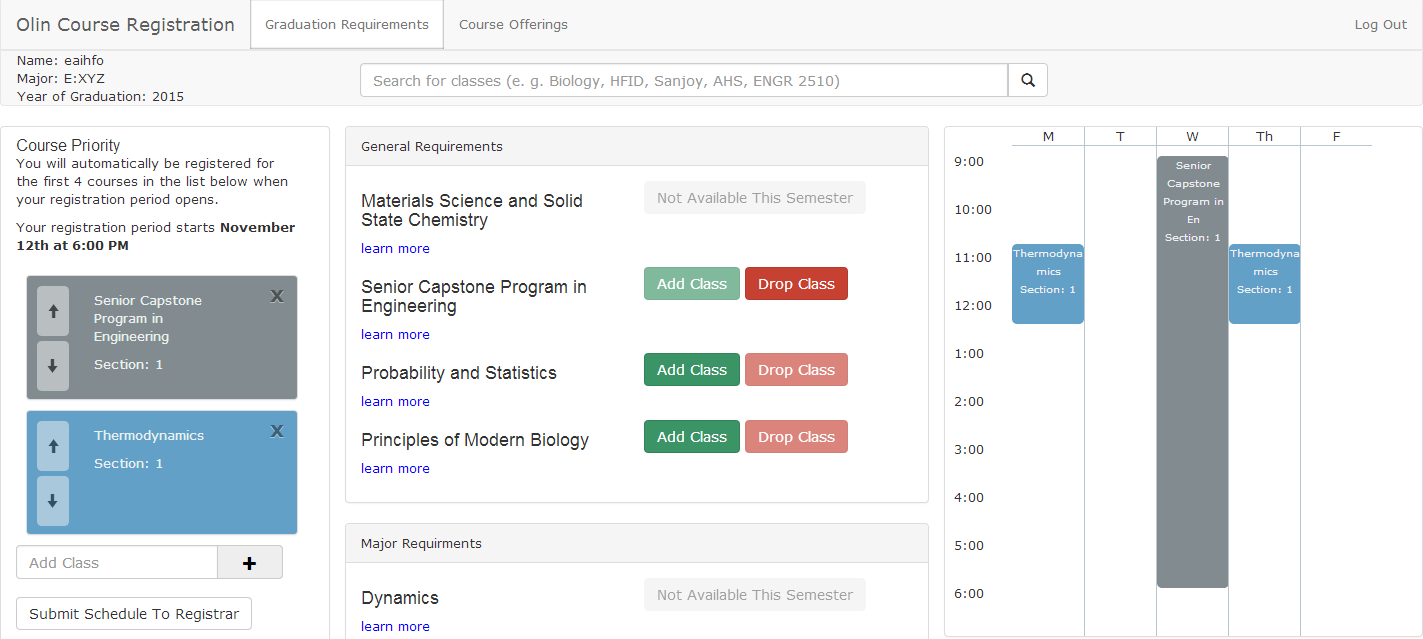 Olin Course Registration
Graduation Requirements
Course Offerings
Log Out
Name: eaihfo
Major: E:XYZ
Year of Graduation: 2015
Search for classes (e. g. Biology, HFID, Sanjoy, AHS, ENGR 2510)
Course Priority
You will automatically be registered for
the first 4 courses in the list below when
your registration period opens.
Your registration period starts November
12th at 6:00 PM
Senior Capstone
Program in
Engineering
Section: 1
X
Thermodynamics
Section: 1
X
Add Class
+
Submit Schedule To Registrar
General Requirements
Materials Science and Solid
State Chemistry
Not Available This Semester
learn more
Senior Capstone Program in
Engineering
Add Class
Drop Class
learn more
Probability and Statistics
Add Class
Drop Class
learn more
Principles of Modern Biology
Add Class
Drop Class
learn more
Major Requirments
Dynamics
Not Available This Semester
learn more
M
T
W
Th
F
9:00
10:00
11:00
12:00
1:00
2:00
3:00
4:00
5:00
6:00
Thermodyna
mics
Section: 1
Senior
Capstone
Program in
En
Section: 1
Thermodyna
mics
Section: 1